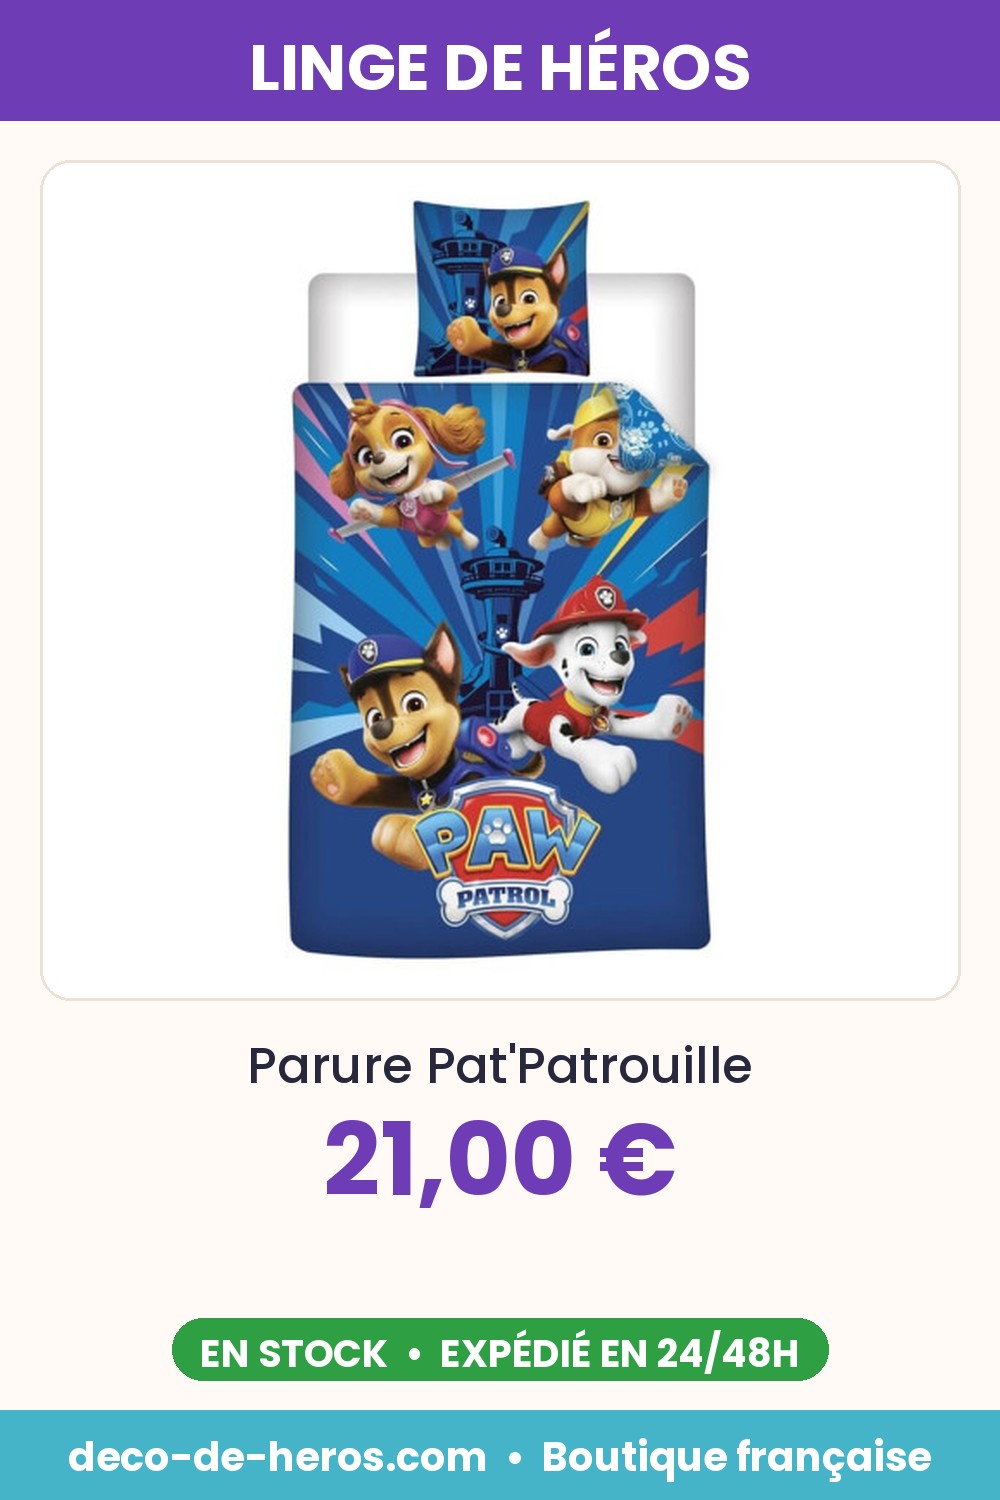 LINGE DE HÉROS
PAW
PATROL
Parure Pat'Patrouille
21,00 €
EN STOCK • EXPÉDIÉ EN 24/48H
deco-de-heros.com • Boutique française